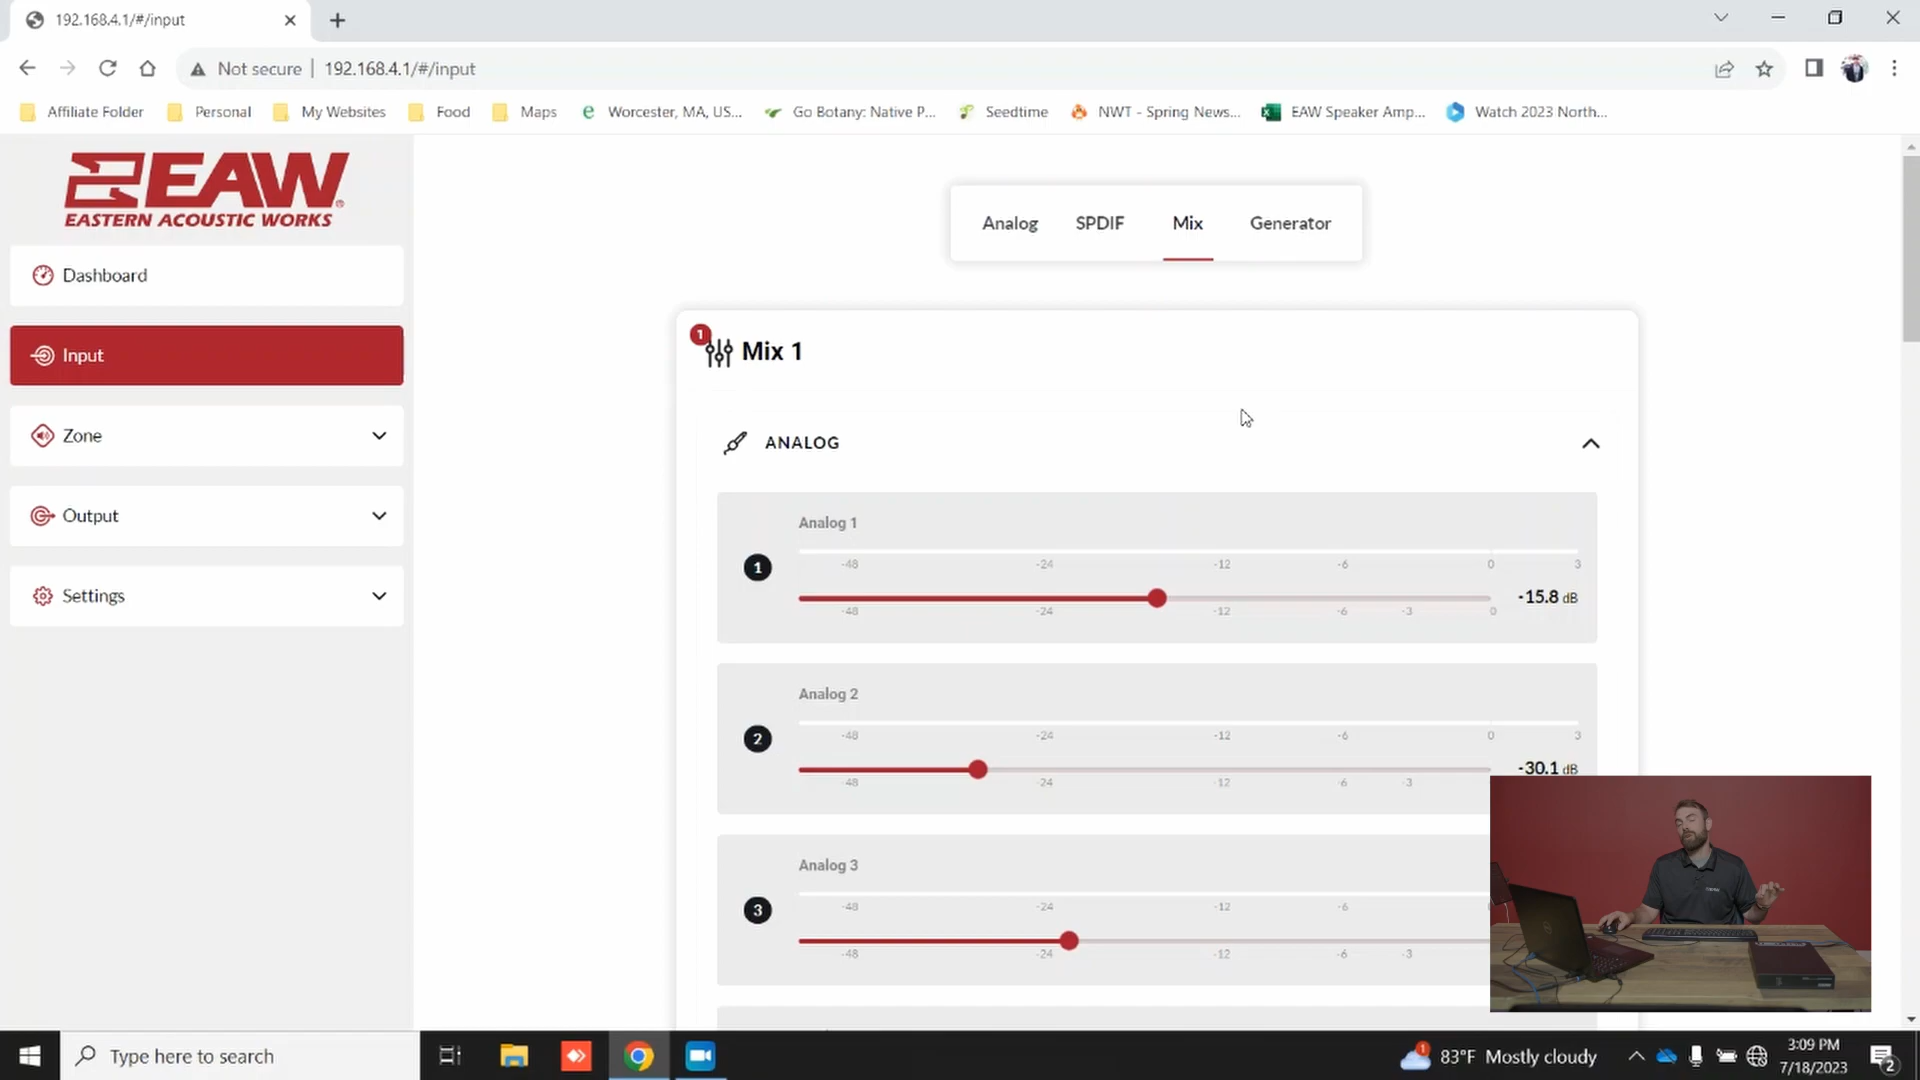 192.168.4.1/#/input
Not secure | 192.168.4.1/#/input
Affiliate Folder Personal My Websites Food Maps Worcester, MA, US... Go Botany: Native P... Seedtime NWT - Spring News... EAW Speaker Amp... Watch 2023 North...
EAW®
EASTERN ACOUSTIC WORKS
Dashboard
Input
Zone
Output
Settings
Analog SPDIF Mix Generator
1 Mix 1
ANALOG
Analog 1
-48 -24 -12 -6 0 3
1
-15.8 dB
-48 -24 -12 -6 -3 0
Analog 2
-48 -24 -12 -6 0 3
2
-30.1 dB
-48 -24 -12 -6 -3
Analog 3
-48 -24 -12 -6
3
-48 -24 -12 -6 -3
Type here to search
1 83°F Mostly cloudy
3:09 PM
7/18/2023
2